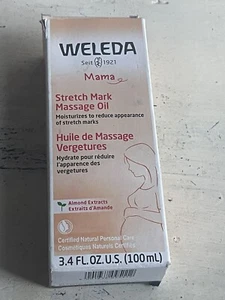 WELEDA
Seit 1921
Mama
Stretch Mark
Massage Oil
Moisturizes to reduce appearance
of stretch marks
Huile de Massage
Vergetures
Hydrate pour réduire
l'apparence des
vergetures
Almond Extracts
Extraits d'Amande
Certified Natural Personal Care
Cosmétiques Naturels Certifiés
3.4 FL.OZ.U.S. (100mL)